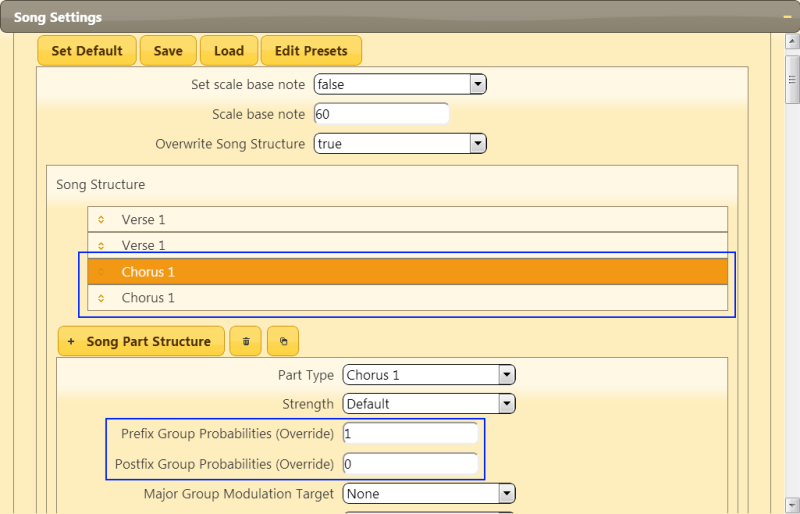 Song Settings
Set Default Save Load Edit Presets
Set scale base note false
Scale base note 60
Overwrite Song Structure true
Song Structure
Verse 1
Verse 1
Chorus 1
Chorus 1
+ Song Part Structure
Part Type Chorus 1
Strength Default
Prefix Group Probabilities (Override) 1
Postfix Group Probabilities (Override) 0
Major Group Modulation Target None